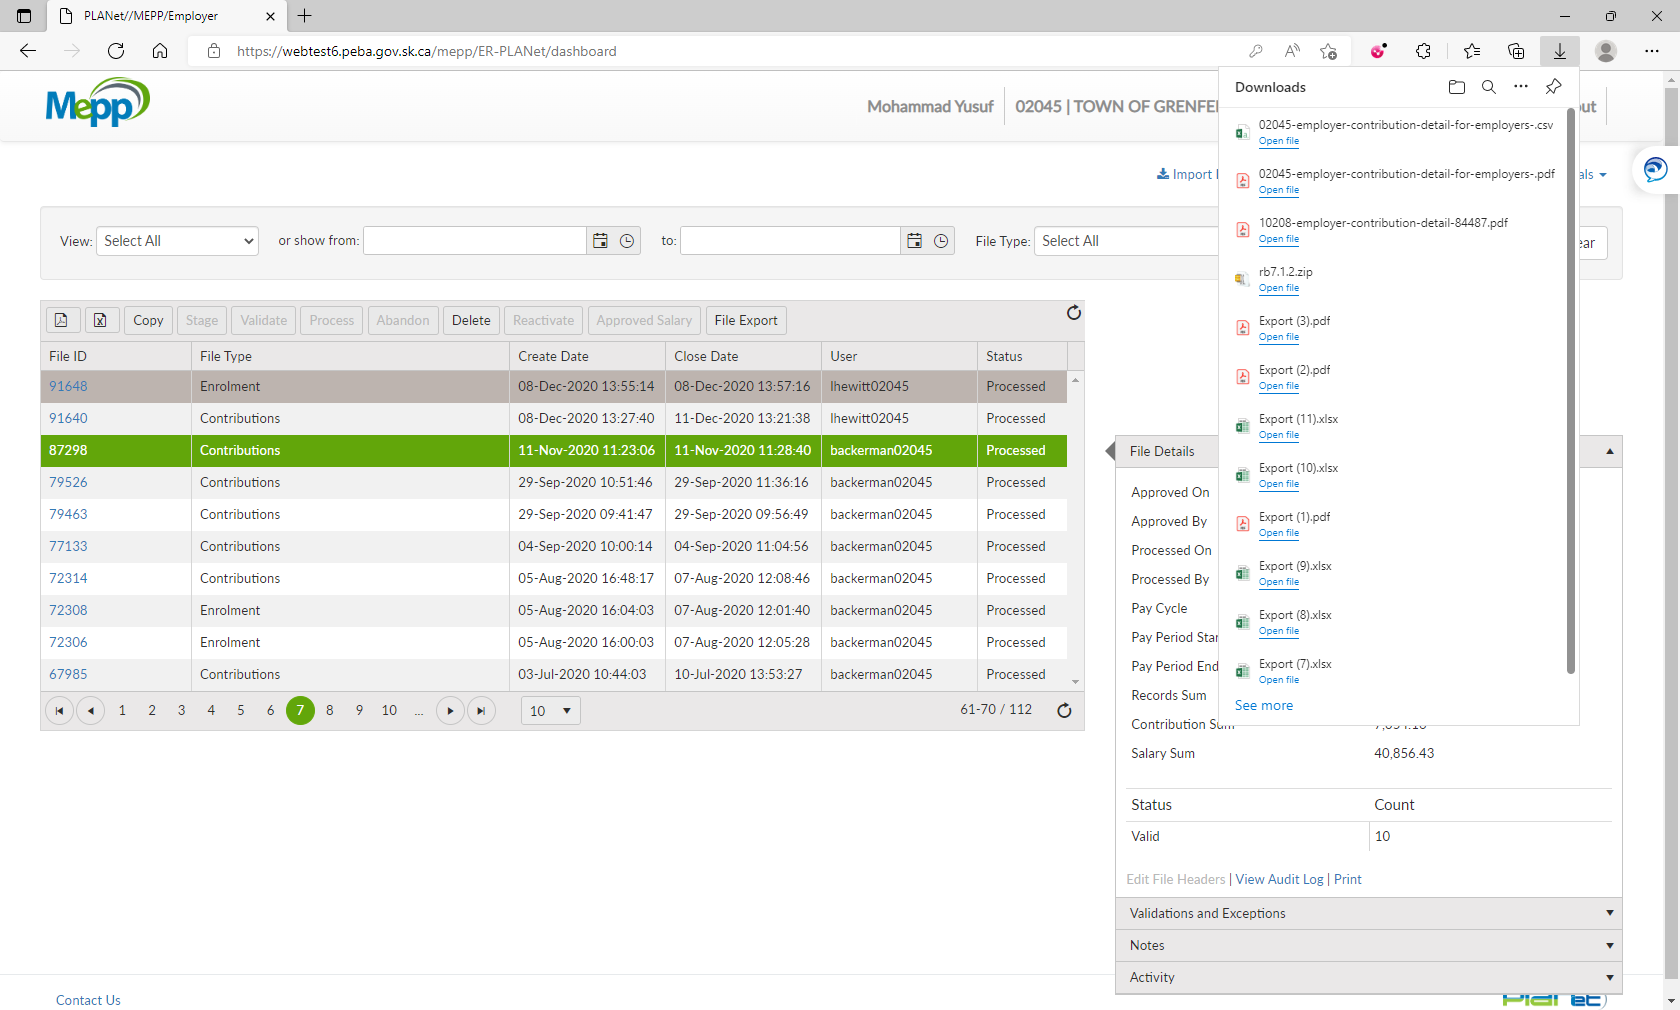 PLANet//MEPP/Employer
https://webtest6.peba.gov.sk.ca/mepp/ER-PLANet/dashboard
Mepp
Mohammad Yusuf
02045 | TOWN OF GRENFE
out
Import
als
View:
Select All
or show from:
to:
File Type:
Select All
ear
Copy
Stage
Validate
Process
Abandon
Delete
Reactivate
Approved Salary
File Export
File ID File Type Create Date Close Date User Status
91648 Enrolment 08-Dec-2020 13:55:14 08-Dec-2020 13:57:16 lhewitt02045 Processed
91640 Contributions 08-Dec-2020 13:27:40 11-Dec-2020 13:21:38 lhewitt02045 Processed
87298 Contributions 11-Nov-2020 11:23:06 11-Nov-2020 11:28:40 backerman02045 Processed
79526 Contributions 29-Sep-2020 10:51:46 29-Sep-2020 11:36:16 backerman02045 Processed
79463 Contributions 29-Sep-2020 09:41:47 29-Sep-2020 09:56:49 backerman02045 Processed
77133 Contributions 04-Sep-2020 10:00:14 04-Sep-2020 11:04:56 backerman02045 Processed
72314 Contributions 05-Aug-2020 16:48:17 07-Aug-2020 12:08:46 backerman02045 Processed
72308 Enrolment 05-Aug-2020 16:04:03 07-Aug-2020 12:01:40 backerman02045 Processed
72306 Enrolment 05-Aug-2020 16:00:03 07-Aug-2020 12:05:28 backerman02045 Processed
67985 Contributions 03-Jul-2020 10:44:03 10-Jul-2020 13:53:27 backerman02045 Processed
1 2 3 4 5 6 7 8 9 10 ...
10
61-70 / 112
Downloads
02045-employer-contribution-detail-for-employers-.csv
Open file
02045-employer-contribution-detail-for-employers-.pdf
Open file
10208-employer-contribution-detail-84487.pdf
Open file
rb7.1.2.zip
Open file
Export (3).pdf
Open file
Export (2).pdf
Open file
Export (11).xlsx
Open file
Export (10).xlsx
Open file
Export (1).pdf
Open file
Export (9).xlsx
Open file
Export (8).xlsx
Open file
Export (7).xlsx
Open file
See more
File Details
Approved On
Approved By
Processed On
Processed By
Pay Cycle
Pay Period Star
Pay Period End
Records Sum
Contribution Sum
Salary Sum 40,856.43
Status Count
Valid 10
Edit File Headers | View Audit Log | Print
Validations and Exceptions
Notes
Activity
Contact Us